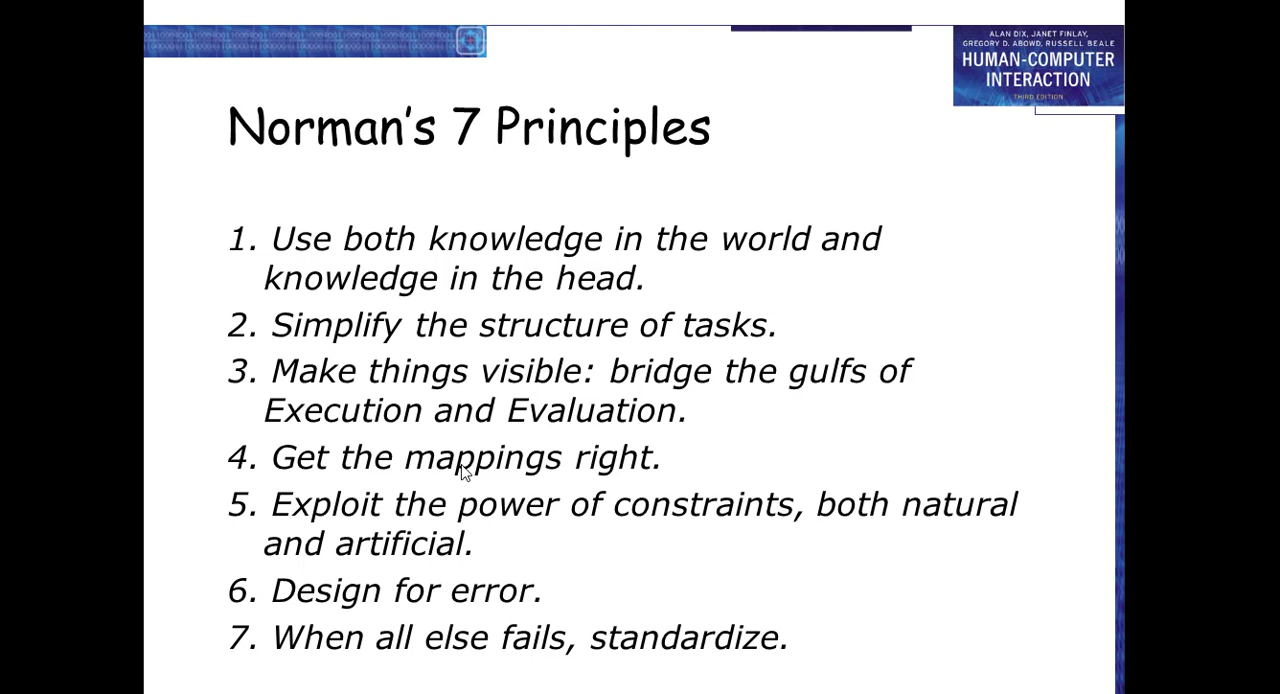 ALAN DIX, JANET FINLAY,
GREGORY D. ABOWD, RUSSELL BEALE
HUMAN-COMPUTER
INTERACTION
THIRD EDITION
Norman's 7 Principles
1. Use both knowledge in the world and
knowledge in the head.
2. Simplify the structure of tasks.
3. Make things visible: bridge the gulfs of
Execution and Evaluation.
4. Get the mappings right.
5. Exploit the power of constraints, both natural
and artificial.
6. Design for error.
7. When all else fails, standardize.